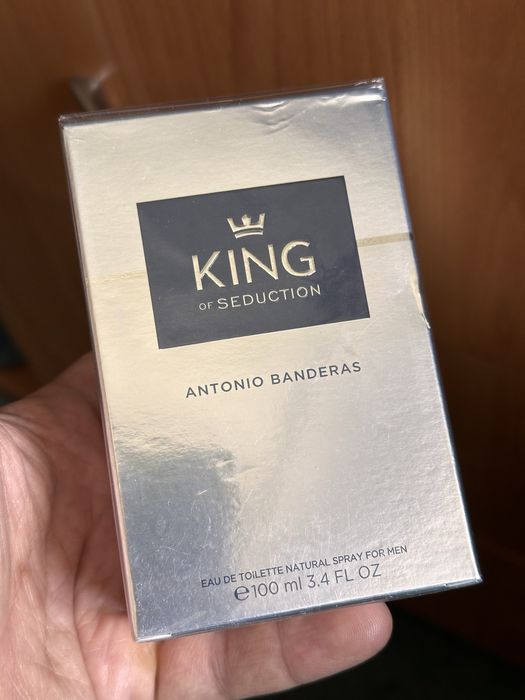 KING
OF SEDUCTION
ANTONIO BANDERAS
EAU DE TOILETTE NATURAL SPRAY FOR MEN
℮100 ml 3.4 FL OZ